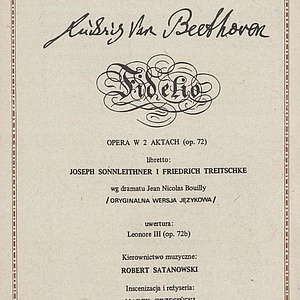 Ludwig van Beethoven
Fidelio
OPERA W 2 AKTACH (op. 72)
libretto:
JOSEPH SONNLEITHNER I FRIEDRICH TREITSCHKE
wg dramatu Jean Nicolas Bouilly
/ORYGINALNA WERSJA JĘZYKOWA/
uwertura:
Leonore III (op. 72b)
Kierownictwo muzyczne:
ROBERT SATANOWSKI
Inscenizacja i reżyseria: